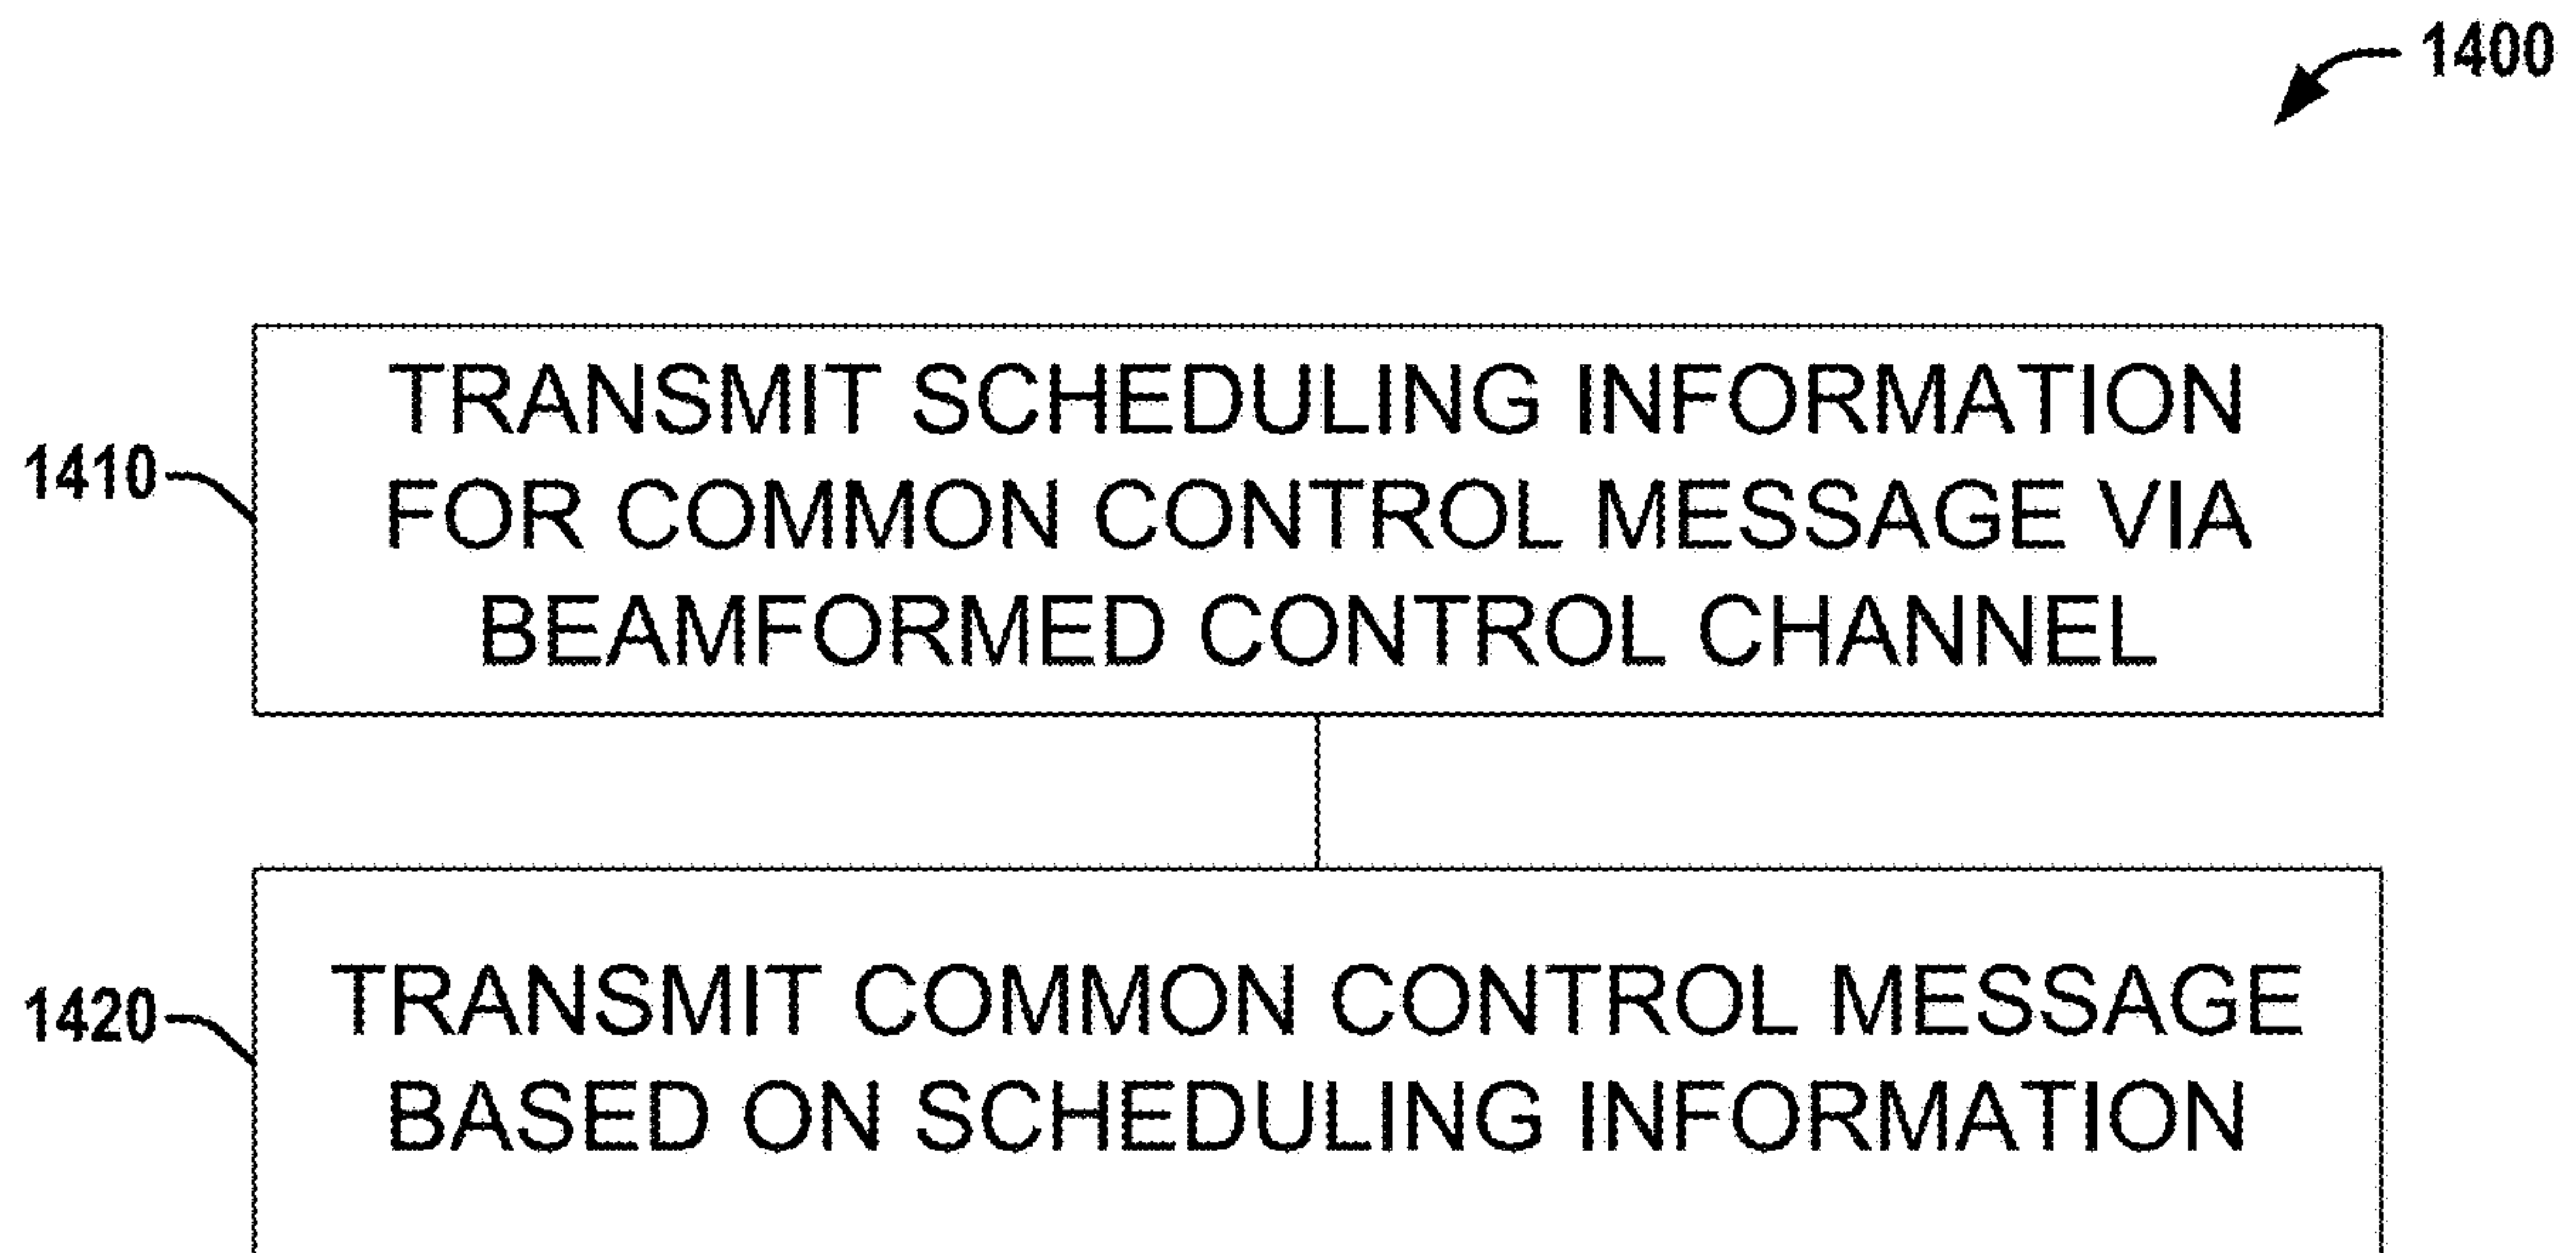 1400
1410
TRANSMIT SCHEDULING INFORMATION
FOR COMMON CONTROL MESSAGE VIA
BEAMFORMED CONTROL CHANNEL
1420
TRANSMIT COMMON CONTROL MESSAGE
BASED ON SCHEDULING INFORMATION